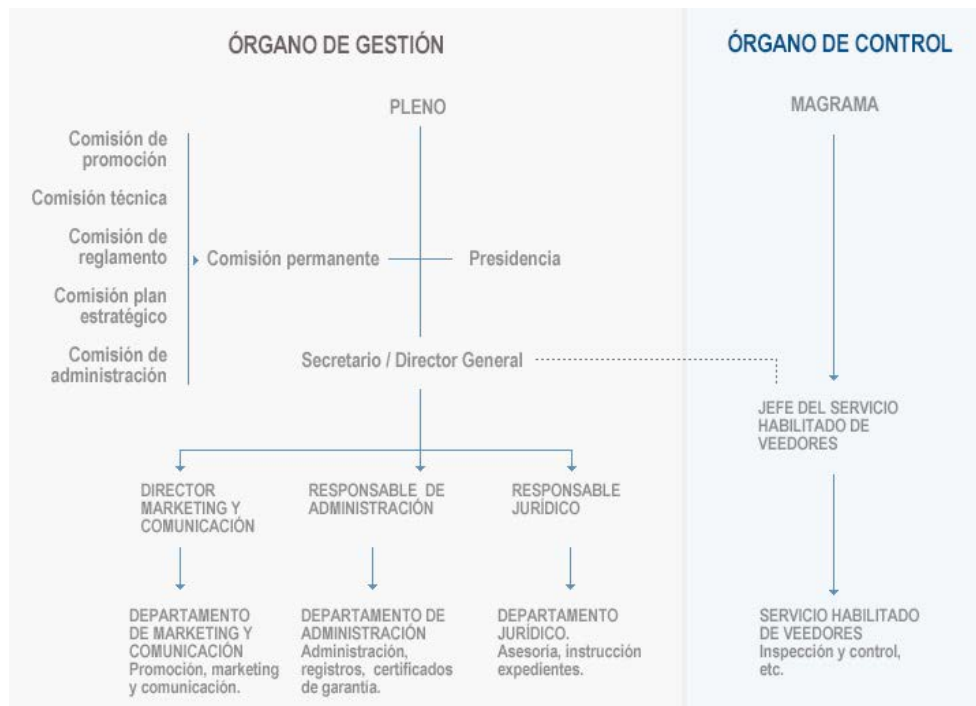 ÓRGANO DE GESTIÓN
PLENO
Comisión de
promoción
Comisión técnica
Comisión de
reglamento
Comisión plan
estratégico
Comisión de
administración
Comisión permanente
Presidencia
Secretario / Director General
DIRECTOR
MARKETING Y
COMUNICACIÓN
RESPONSABLE DE
ADMINISTRACIÓN
RESPONSABLE
JURÍDICO
DEPARTAMENTO
DE MARKETING Y
COMUNICACIÓN
Promoción, marketing
y comunicación.
DEPARTAMENTO DE
ADMINISTRACIÓN
Administración,
registros, certificados
de garantía.
DEPARTAMENTO
JURÍDICO.
Asesoría, instrucción
expedientes.
ÓRGANO DE CONTROL
MAGRAMA
JEFE DEL SERVICIO
HABILITADO DE
VEEDORES
SERVICIO HABILITADO
DE VEEDORES
Inspección y control,
etc.